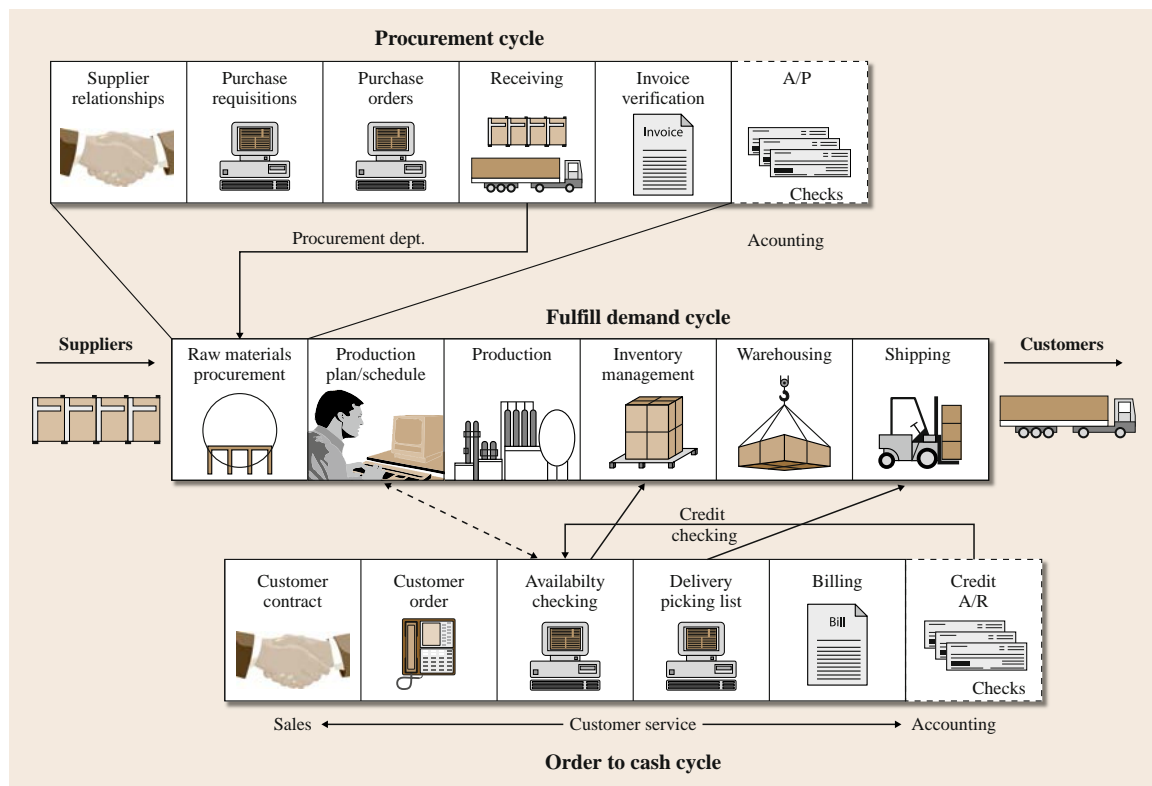 Procurement cycle
Supplier
relationships
Purchase
requisitions
Purchase
orders
Receiving
Invoice
verification
A/P
Invoice
Checks
Procurement dept.
Acounting
Fulfill demand cycle
Suppliers
Customers
Raw materials
procurement
Production
plan/schedule
Production
Inventory
management
Warehousing
Shipping
Credit
checking
Customer
contract
Customer
order
Availabilty
checking
Delivery
picking list
Billing
Credit
A/R
Bill
Checks
Sales
Customer service
Accounting
Order to cash cycle